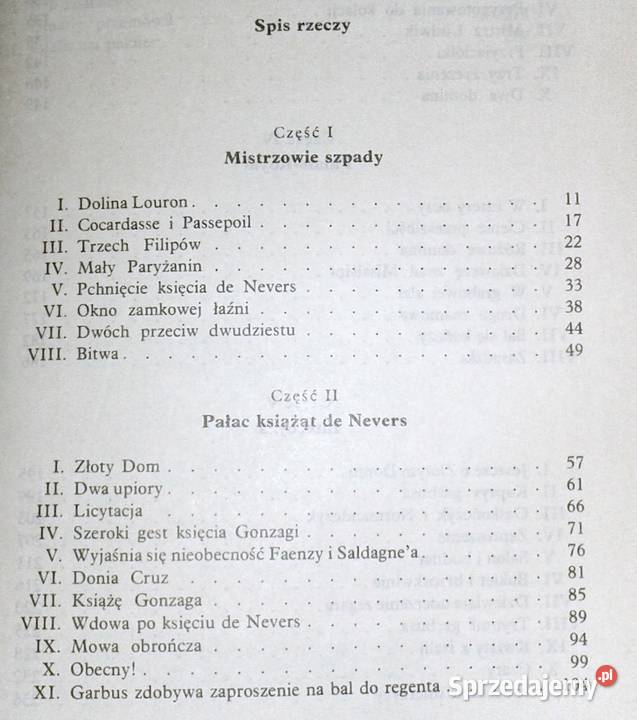 Spis rzeczy
Część I
Mistrzowie szpady
I. Dolina Louron 11
II. Cocardasse i Passepoil 17
III. Trzech Filipów 22
IV. Mały Paryżanin 28
V. Pchnięcie księcia de Nevers 33
VI. Okno zamkowej łaźni 38
VII. Dwóch przeciw dwudziestu 44
VIII. Bitwa 49
Część II
Pałac książąt de Nevers
I. Złoty Dom 57
II. Dwa upiory 61
III. Licytacja 66
IV. Szeroki gest księcia Gonzagi 71
V. Wyjaśnia się nieobecność Faenzy i Saldagne'a 76
VI. Donia Cruz 81
VII. Książę Gonzaga 85
VIII. Wdowa po księciu de Nevers 89
IX. Mowa obrończa 94
X. Obecny! 99
XI. Garbus zdobywa zaproszenie na bal do regenta
Sprzedajemy.pl